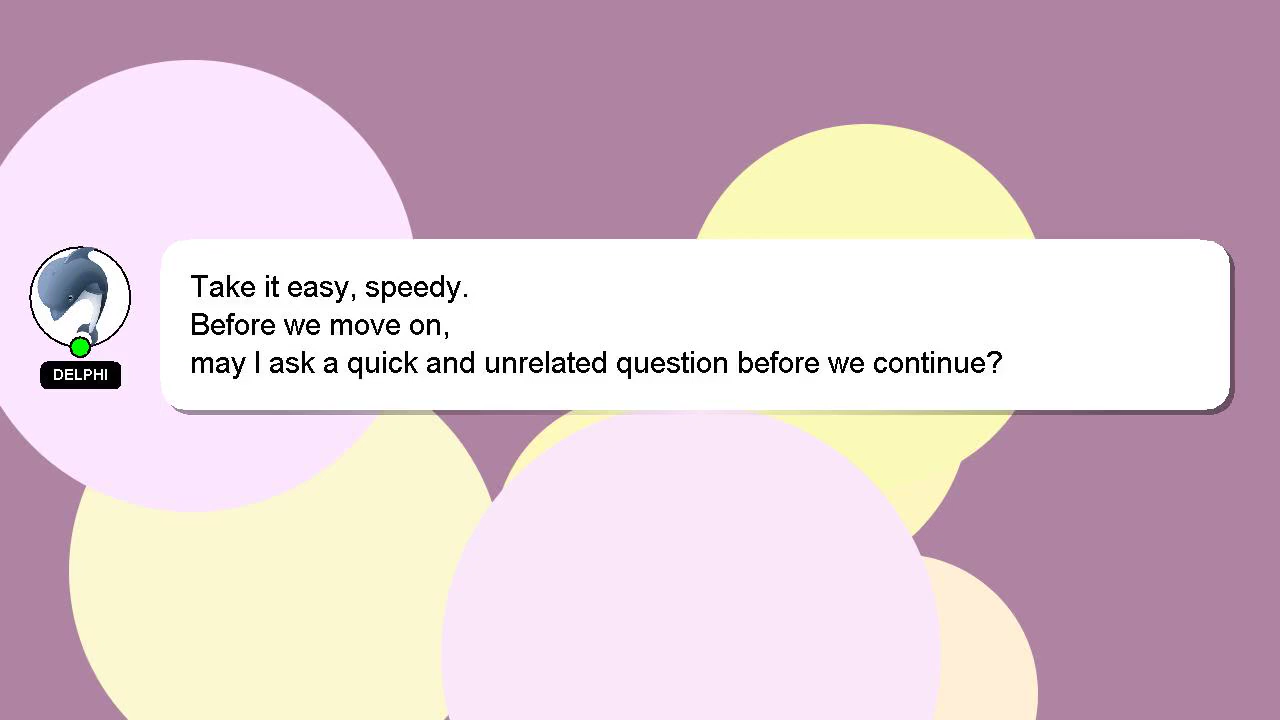 Take it easy, speedy.
Before we move on,
may I ask a quick and unrelated question before we continue?
DELPHI